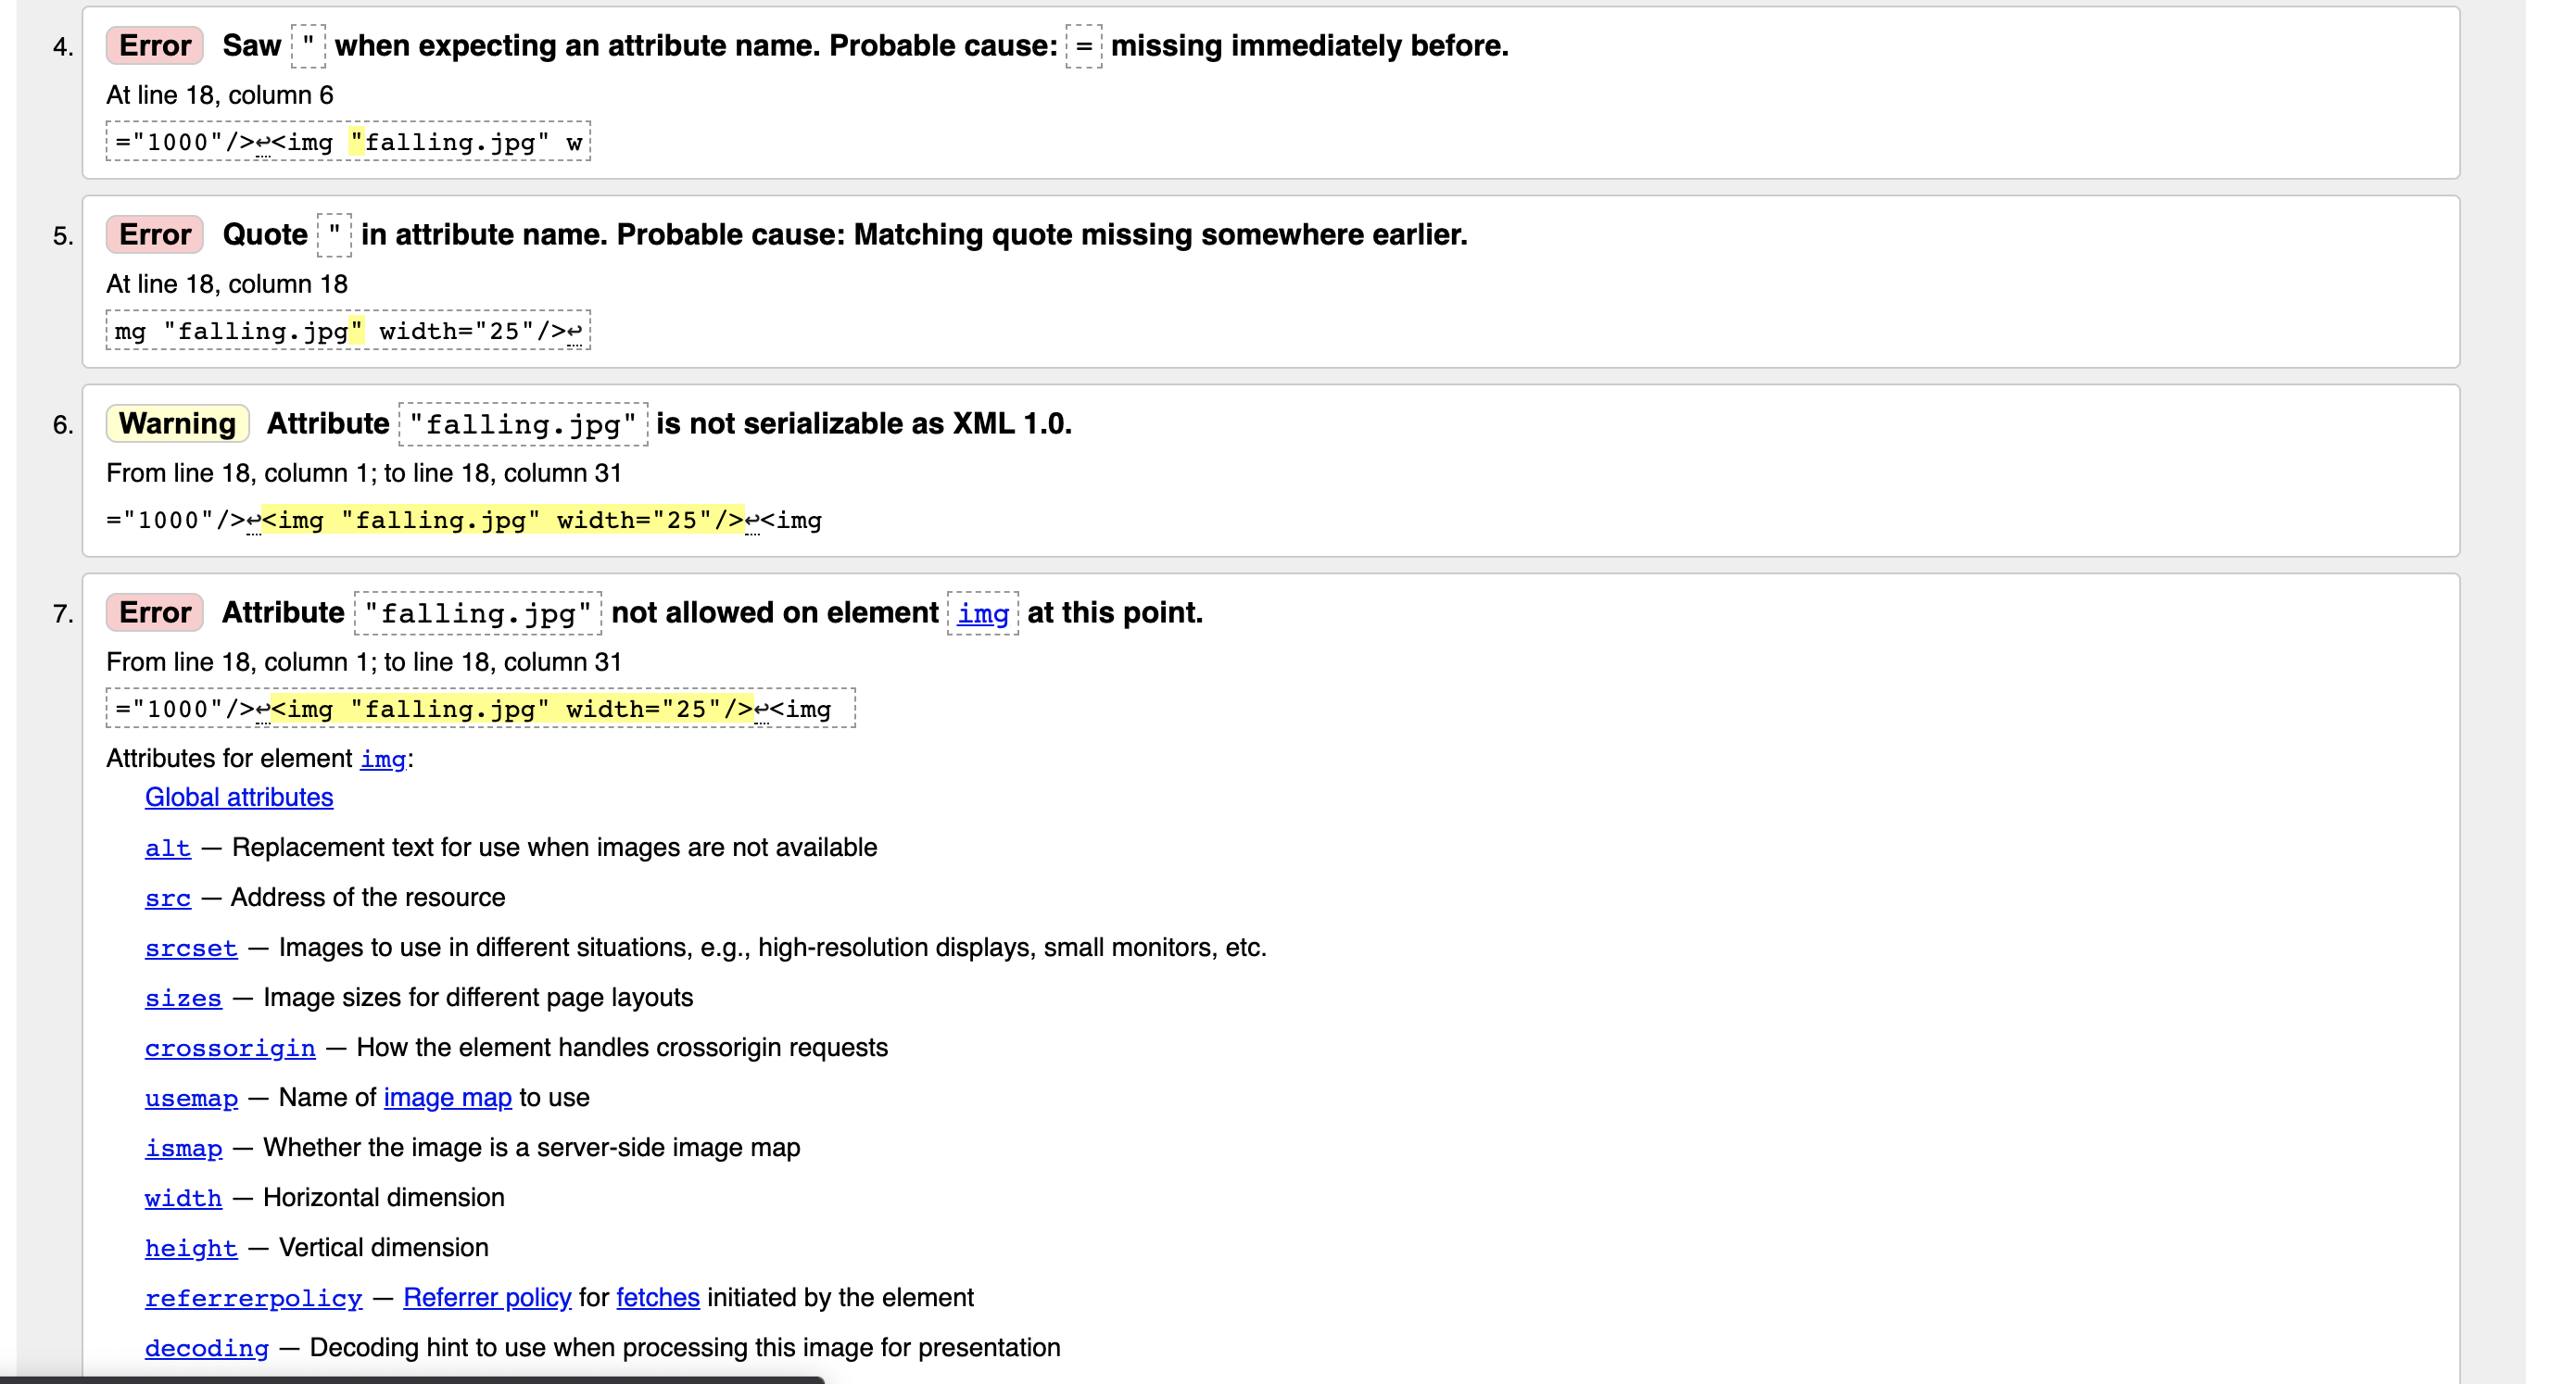 4. Error Saw " when expecting an attribute name. Probable cause: = missing immediately before.
At line 18, column 6
="1000"/>↩<img "falling.jpg" w
5. Error Quote " in attribute name. Probable cause: Matching quote missing somewhere earlier.
At line 18, column 18
mg "falling.jpg" width="25"/>↩
6. Warning Attribute "falling.jpg" is not serializable as XML 1.0.
From line 18, column 1; to line 18, column 31
="1000"/>↩<img "falling.jpg" width="25"/>↩<img
7. Error Attribute "falling.jpg" not allowed on element img at this point.
From line 18, column 1; to line 18, column 31
="1000"/>↩<img "falling.jpg" width="25"/>↩<img
Attributes for element img:
Global attributes
alt — Replacement text for use when images are not available
src — Address of the resource
srcset — Images to use in different situations, e.g., high-resolution displays, small monitors, etc.
sizes — Image sizes for different page layouts
crossorigin — How the element handles crossorigin requests
usemap — Name of image map to use
ismap — Whether the image is a server-side image map
width — Horizontal dimension
height — Vertical dimension
referrerpolicy — Referrer policy for fetches initiated by the element
decoding — Decoding hint to use when processing this image for presentation